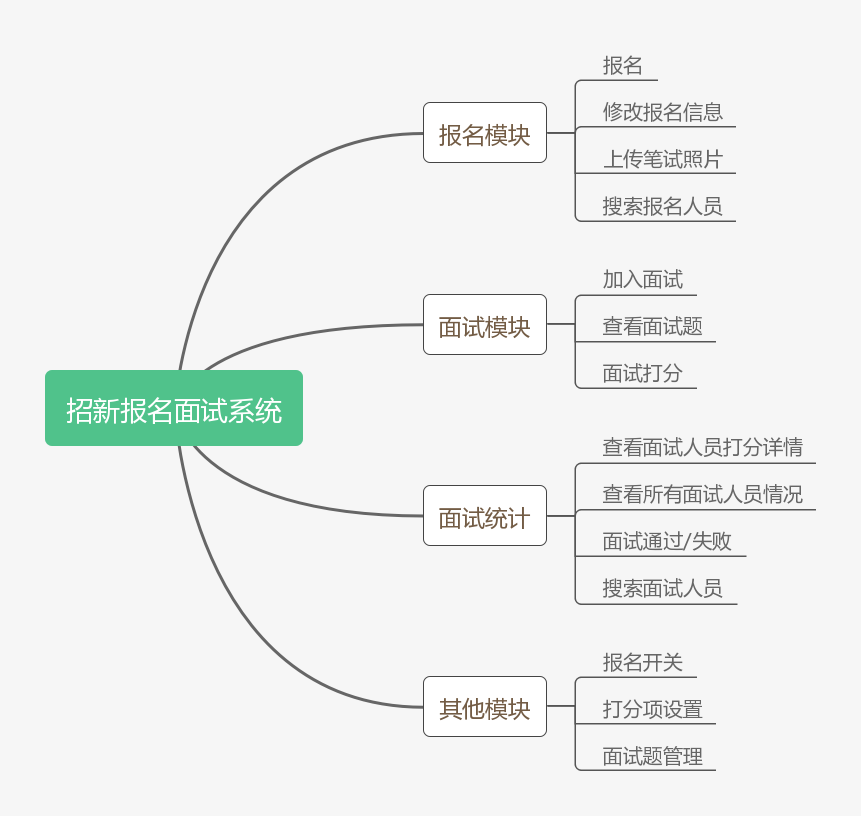 招新报名面试系统
报名模块
报名
修改报名信息
上传笔试照片
搜索报名人员
面试模块
加入面试
查看面试题
面试打分
面试统计
查看面试人员打分详情
查看所有面试人员情况
面试通过/失败
搜索面试人员
其他模块
报名开关
打分项设置
面试题管理